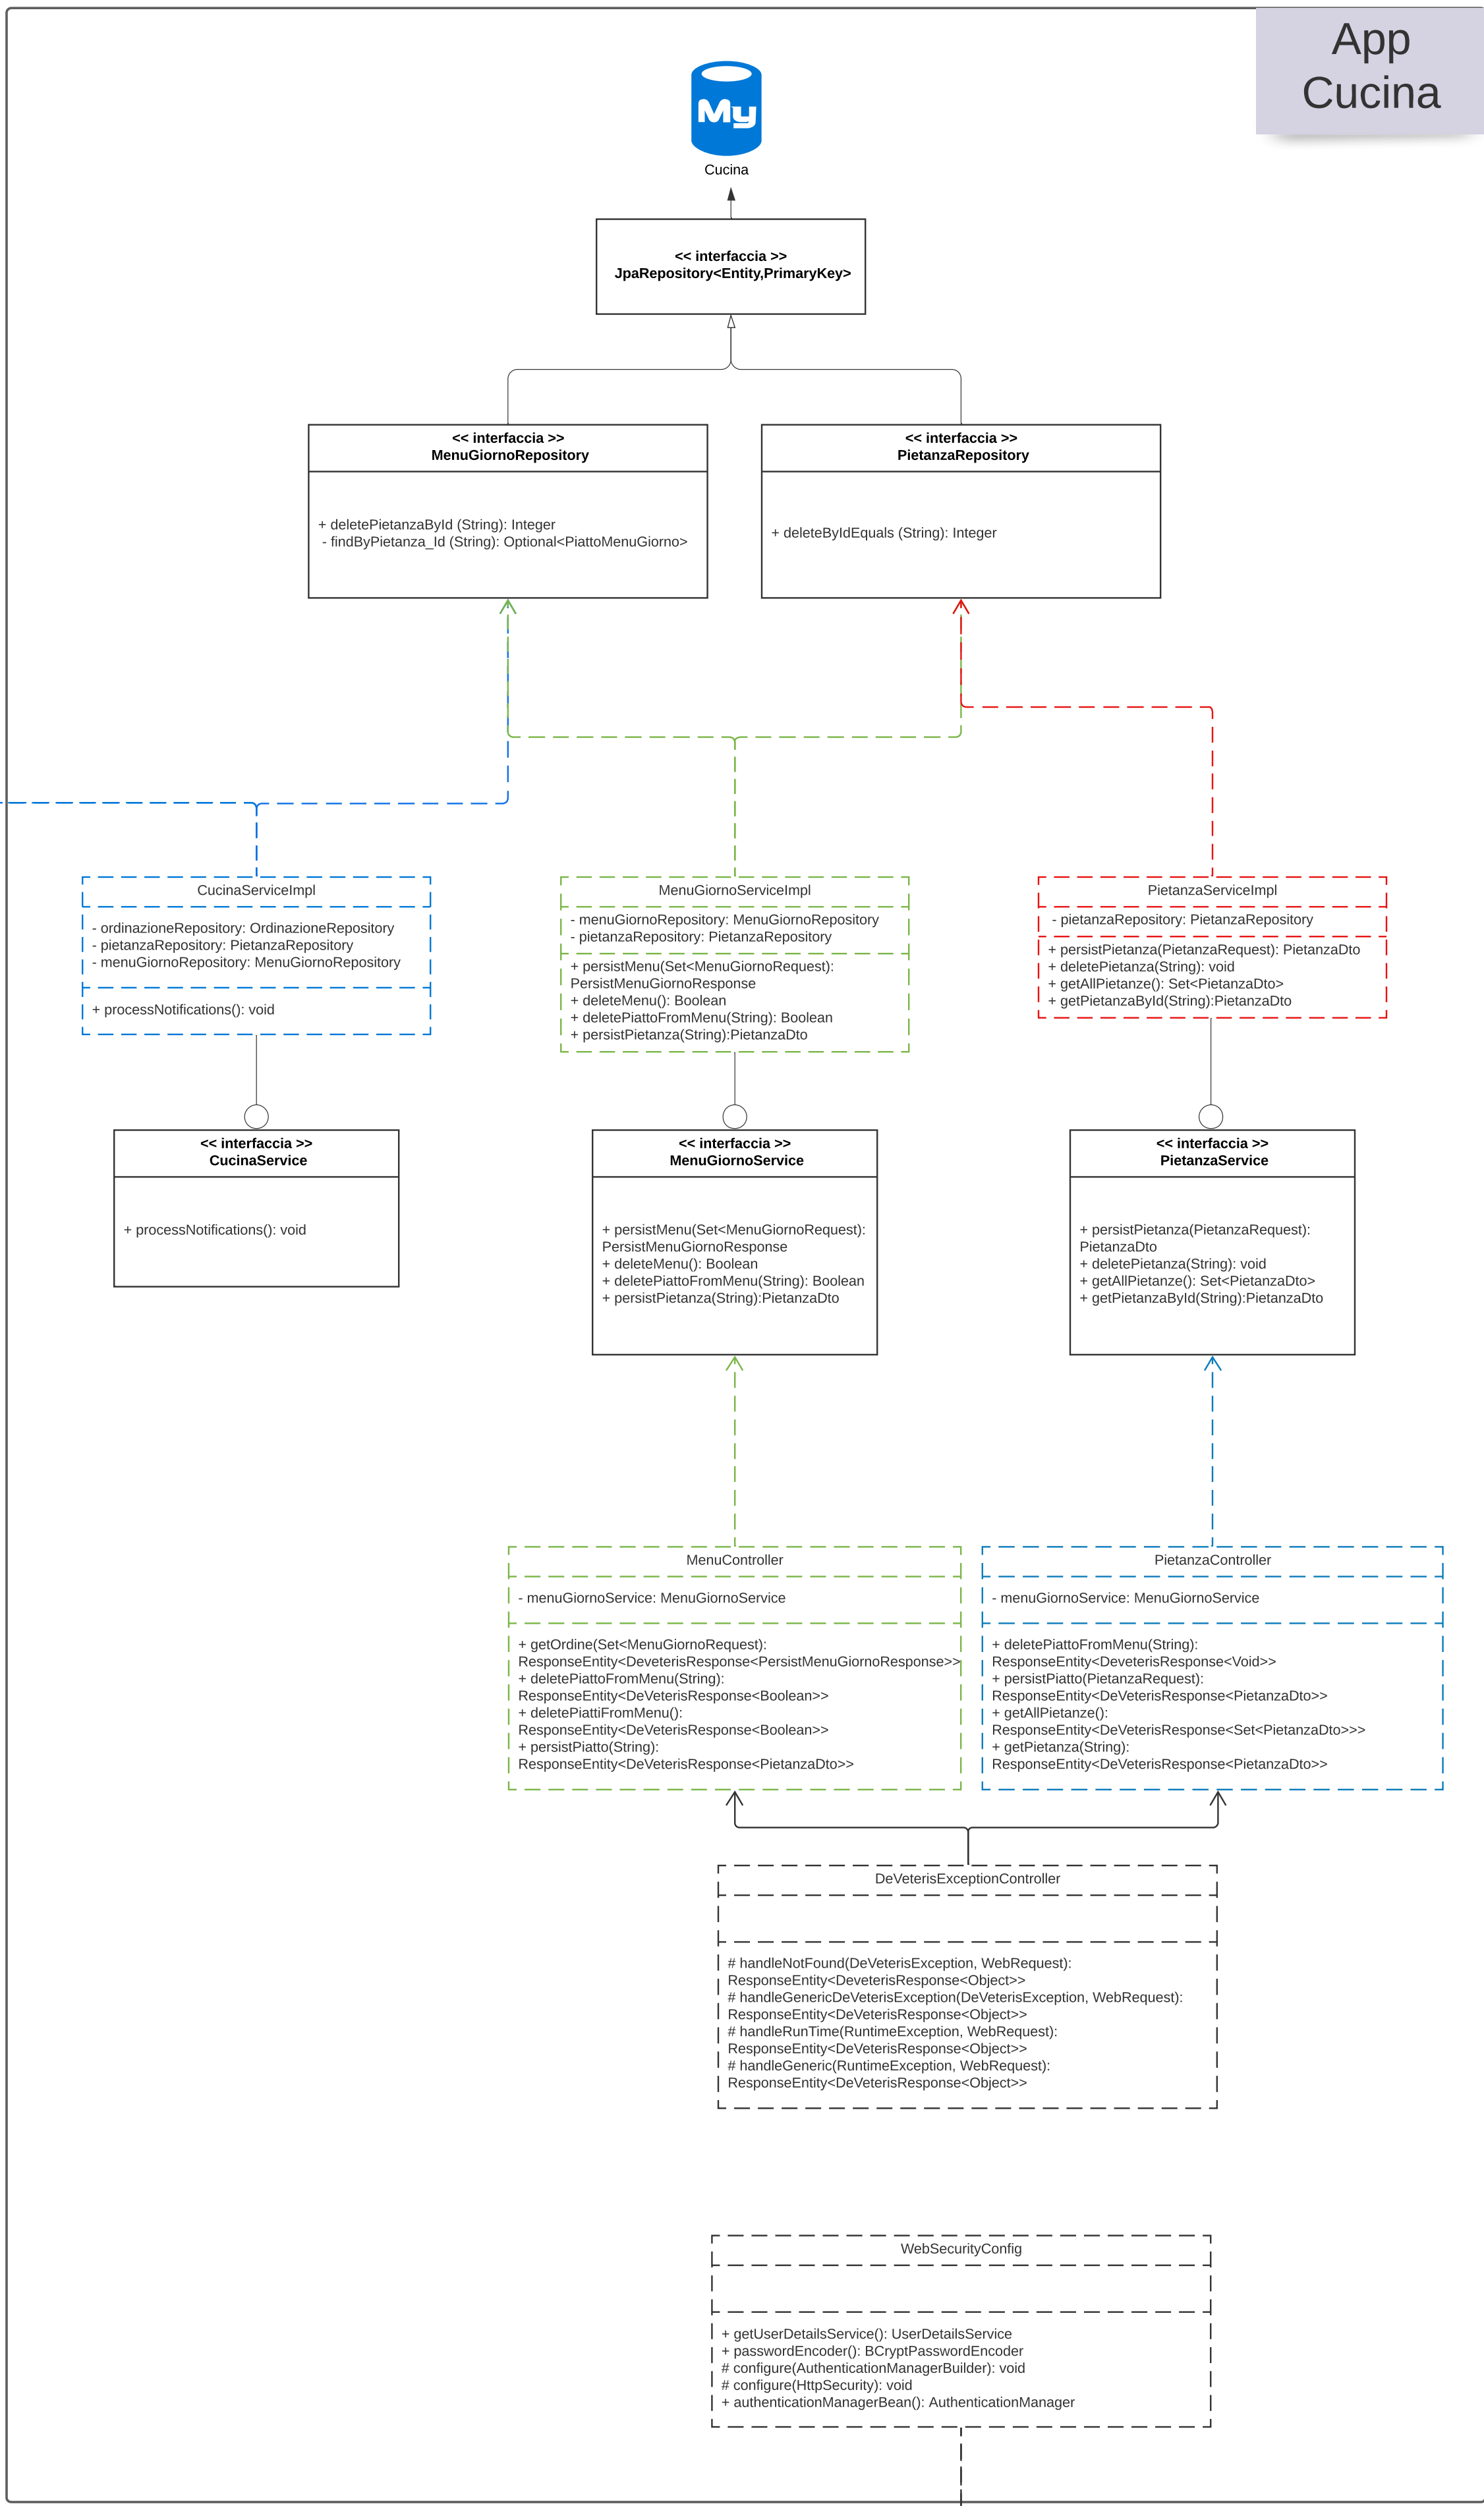 App
Cucina
My
Cucina
<< interfaccia >>
JpaRepository<Entity,PrimaryKey>
<< interfaccia >>
MenuGiornoRepository
+ deletePietanzaById (String): Integer
- findByPietanza_Id (String): Optional<PiattoMenuGiorno>
<< interfaccia >>
PietanzaRepository
+ deleteByIdEquals (String): Integer
CucinaServiceImpl
- ordinazioneRepository: OrdinazioneRepository
- pietanzaRepository: PietanzaRepository
- menuGiornoRepository: MenuGiornoRepository
+ processNotifications(): void
MenuGiornoServiceImpl
- menuGiornoRepository: MenuGiornoRepository
- pietanzaRepository: PietanzaRepository
+ persistMenu(Set<MenuGiornoRequest):
PersistMenuGiornoResponse
+ deleteMenu(): Boolean
+ deletePiattoFromMenu(String): Boolean
+ persistPietanza(String):PietanzaDto
PietanzaServiceImpl
- pietanzaRepository: PietanzaRepository
+ persistPietanza(PietanzaRequest): PietanzaDto
+ deletePietanza(String): void
+ getAllPietanze(): Set<PietanzaDto>
+ getPietanzaById(String):PietanzaDto
<< interfaccia >>
CucinaService
+ processNotifications(): void
<< interfaccia >>
MenuGiornoService
+ persistMenu(Set<MenuGiornoRequest):
PersistMenuGiornoResponse
+ deleteMenu(): Boolean
+ deletePiattoFromMenu(String): Boolean
+ persistPietanza(String):PietanzaDto
<< interfaccia >>
PietanzaService
+ persistPietanza(PietanzaRequest):
PietanzaDto
+ deletePietanza(String): void
+ getAllPietanze(): Set<PietanzaDto>
+ getPietanzaById(String):PietanzaDto
MenuController
- menuGiornoService: MenuGiornoService
+ getOrdine(Set<MenuGiornoRequest):
ResponseEntity<DeveterisResponse<PersistMenuGiornoResponse>>
+ deletePiattoFromMenu(String):
ResponseEntity<DeVeterisResponse<Boolean>>
+ deletePiattiFromMenu():
ResponseEntity<DeVeterisResponse<Boolean>>
+ persistPiatto(String):
ResponseEntity<DeVeterisResponse<PietanzaDto>>
PietanzaController
- menuGiornoService: MenuGiornoService
+ deletePiattoFromMenu(String):
ResponseEntity<DeveterisResponse<Void>>
+ persistPiatto(PietanzaRequest):
ResponseEntity<DeVeterisResponse<PietanzaDto>>
+ getAllPietanze():
ResponseEntity<DeVeterisResponse<Set<PietanzaDto>>>
+ getPietanza(String):
ResponseEntity<DeVeterisResponse<PietanzaDto>>
DeVeterisExceptionController
# handleNotFound(DeVeterisException, WebRequest):
ResponseEntity<DeveterisResponse<Object>>
# handleGenericDeVeterisException(DeVeterisException, WebRequest):
ResponseEntity<DeVeterisResponse<Object>>
# handleRunTime(RuntimeException, WebRequest):
ResponseEntity<DeVeterisResponse<Object>>
# handleGeneric(RuntimeException, WebRequest):
ResponseEntity<DeVeterisResponse<Object>>
WebSecurityConfig
+ getUserDetailsService(): UserDetailsService
+ passwordEncoder(): BCryptPasswordEncoder
# configure(AuthenticationManagerBuilder): void
# configure(HttpSecurity): void
+ authenticationManagerBean(): AuthenticationManager